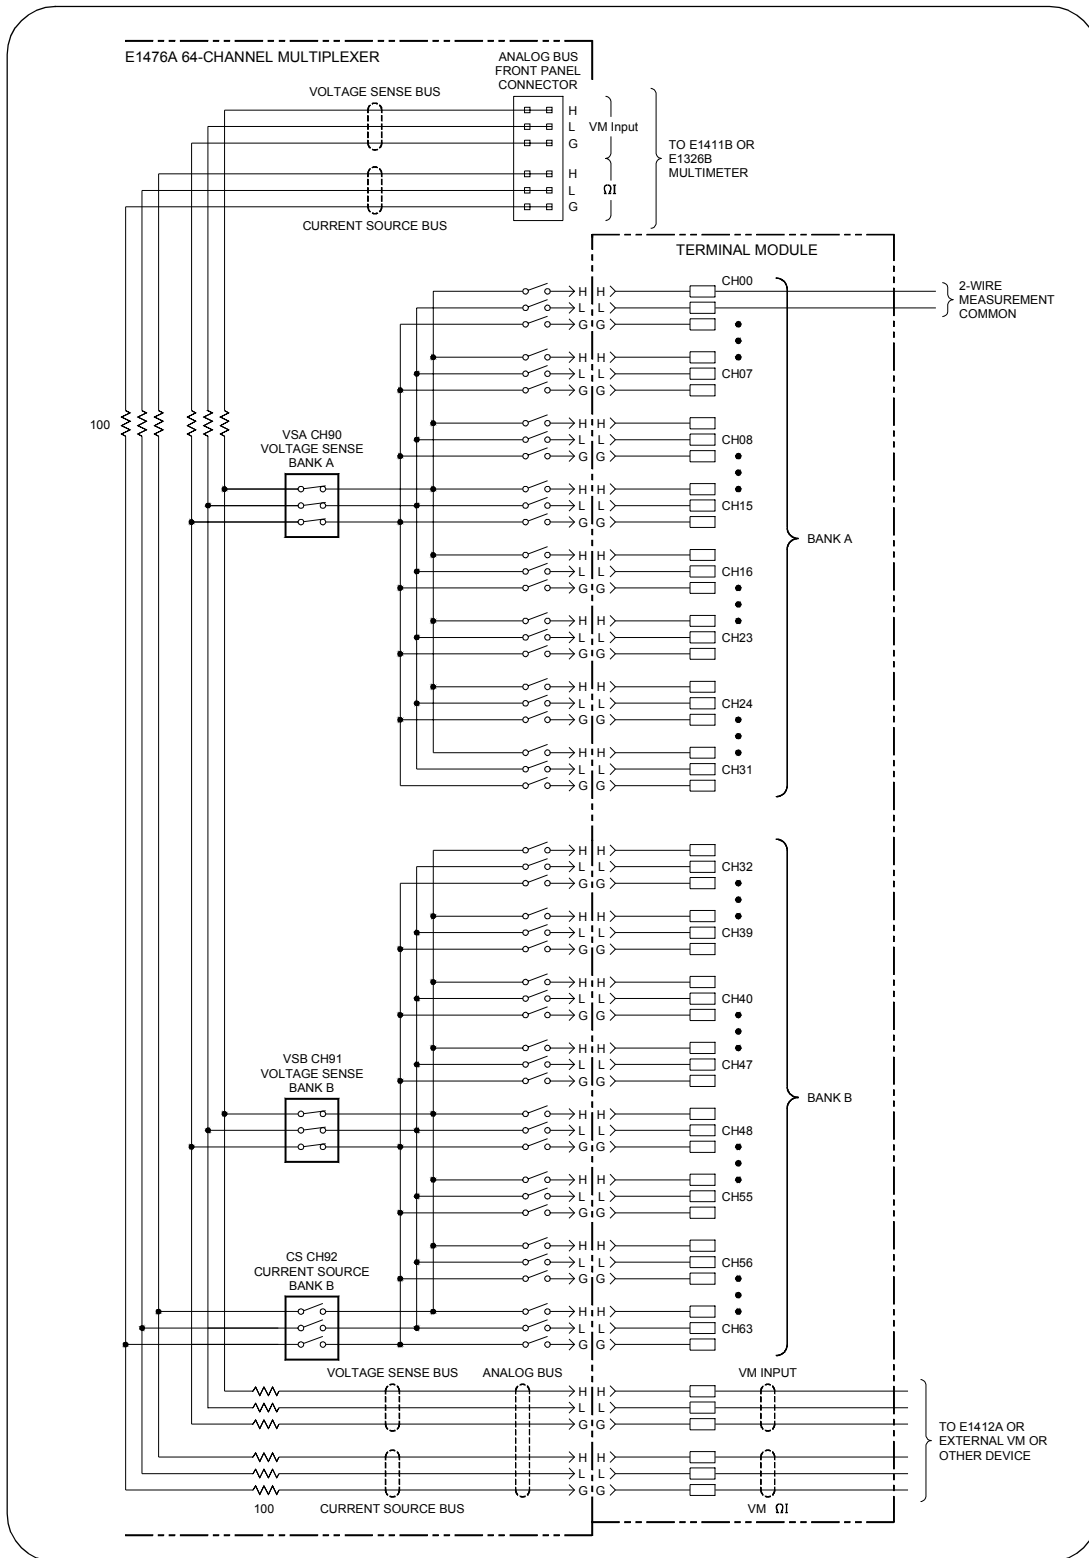 E1476A 64-CHANNEL MULTIPLEXER
ANALOG BUS
FRONT PANEL
CONNECTOR
VOLTAGE SENSE BUS
H
L
G
VM Input
H
L
G
ΩI
TO E1411B OR
E1326B
MULTIMETER
CURRENT SOURCE BUS
TERMINAL MODULE
H H CH00
L L
G G
2-WIRE
MEASUREMENT
COMMON
H H
L L CH07
G G
100
VSA CH90
VOLTAGE SENSE
BANK A
H H
L L CH08
G G
H H
L L CH15
G G
BANK A
H H
L L CH16
G G
H H
L L CH23
G G
H H
L L CH24
G G
H H
L L CH31
G G
H H
L L CH32
G G
H H
L L CH39
G G
H H
L L CH40
G G
VSB CH91
VOLTAGE SENSE
BANK B
H H
L L CH47
G G
BANK B
H H
L L CH48
G G
H H
L L CH55
G G
CS CH92
CURRENT SOURCE
BANK B
H H
L L CH56
G G
H H
L L CH63
G G
VOLTAGE SENSE BUS
ANALOG BUS
VM INPUT
H H
L L
G G
TO E1412A OR
EXTERNAL VM OR
OTHER DEVICE
H H
L L
G G
100
CURRENT SOURCE BUS
VM ΩI